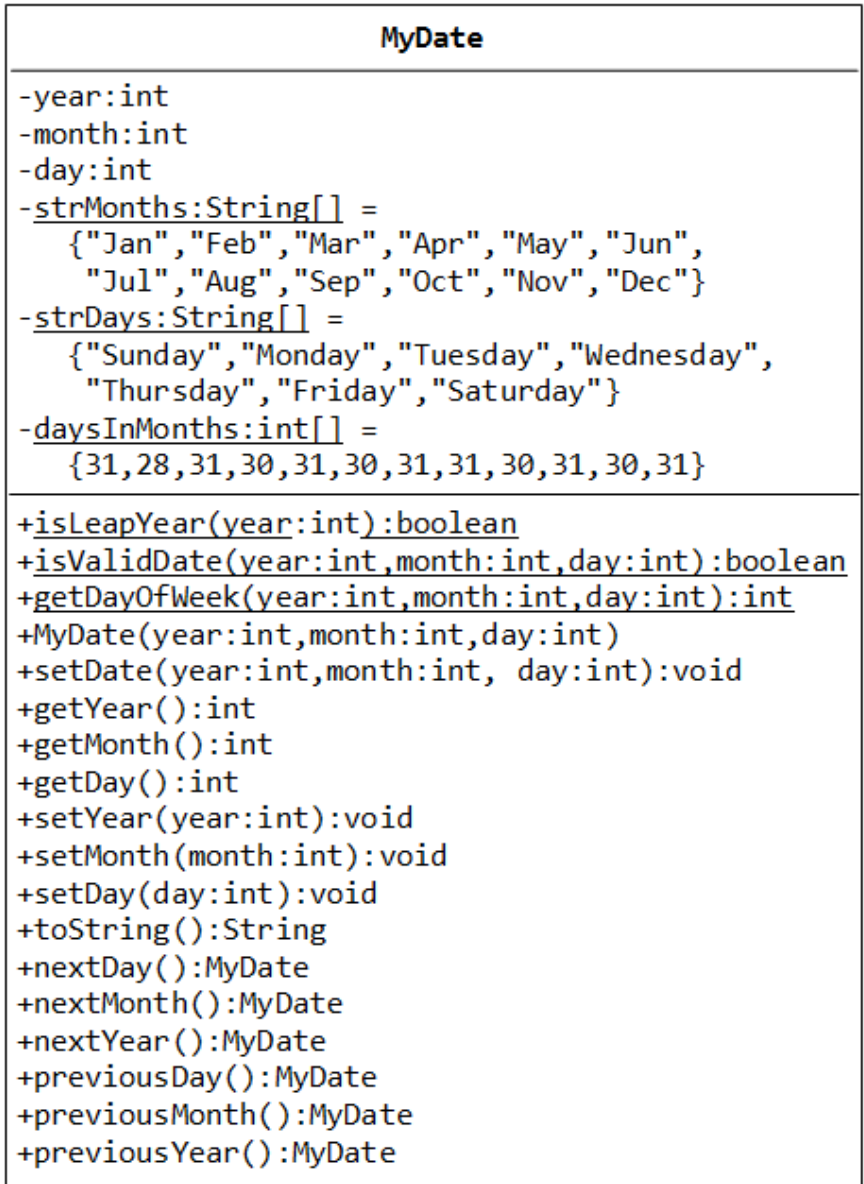 MyDate
-year:int
-month:int
-day:int
-strMonths:String[] =
{"Jan","Feb","Mar","Apr","May","Jun",
"Jul","Aug","Sep","Oct","Nov","Dec"}
-strDays:String[] =
{"Sunday","Monday","Tuesday","Wednesday",
"Thursday","Friday","Saturday"}
-daysInMonths:int[] =
{31,28,31,30,31,30,31,31,30,31,30,31}
+isLeapYear(year:int):boolean
+isValidDate(year:int,month:int,day:int):boolean
+getDayOfWeek(year:int,month:int,day:int):int
+MyDate(year:int,month:int,day:int)
+setDate(year:int,month:int, day:int):void
+getYear():int
+getMonth():int
+getDay():int
+setYear(year:int):void
+setMonth(month:int):void
+setDay(day:int):void
+toString():String
+nextDay():MyDate
+nextMonth():MyDate
+nextYear():MyDate
+previousDay():MyDate
+previousMonth():MyDate
+previousYear():MyDate